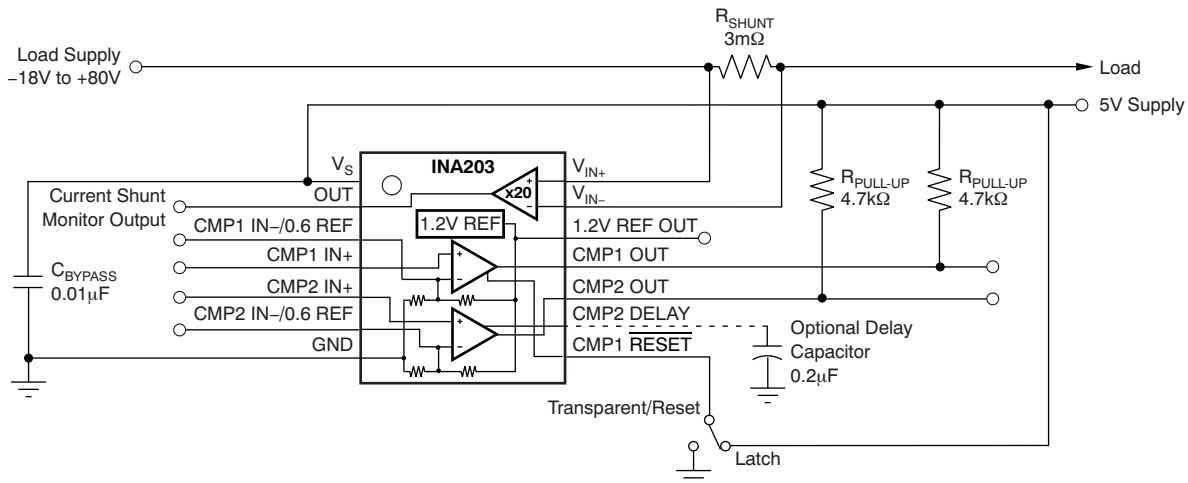 R_SHUNT
3mΩ
Load Supply
−18V to +80V
Load
5V Supply
INA203
V_S
V_IN+
x20
+
−
OUT
V_IN−
Current Shunt
Monitor Output
R_PULL-UP
4.7kΩ
R_PULL-UP
4.7kΩ
1.2V REF
CMP1 IN−/0.6 REF
1.2V REF OUT
CMP1 IN+
+
−
CMP1 OUT
C_BYPASS
0.01μF
CMP2 IN+
CMP2 OUT
CMP2 IN−/0.6 REF
+
−
CMP2 DELAY
Optional Delay
Capacitor
0.2μF
GND
CMP1 RESET
Transparent/Reset
Latch